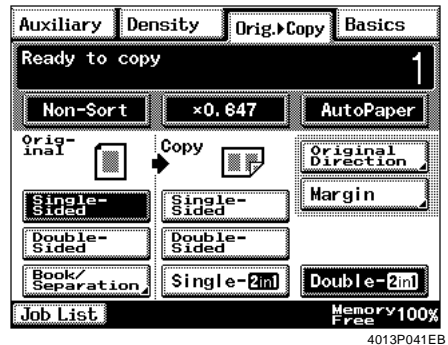 Auxiliary Density Orig.▸Copy Basics
Ready to copy 1
Non-Sort ×0.647 AutoPaper
Orig-
inal
Copy
Original
Direction
Margin
Single-
Sided
Single-
Sided
Double-
Sided
Double-
Sided
Book/
Separation
Single-2in1 Double-2in1
Job List
Memory
Free 100%
4013P041EB